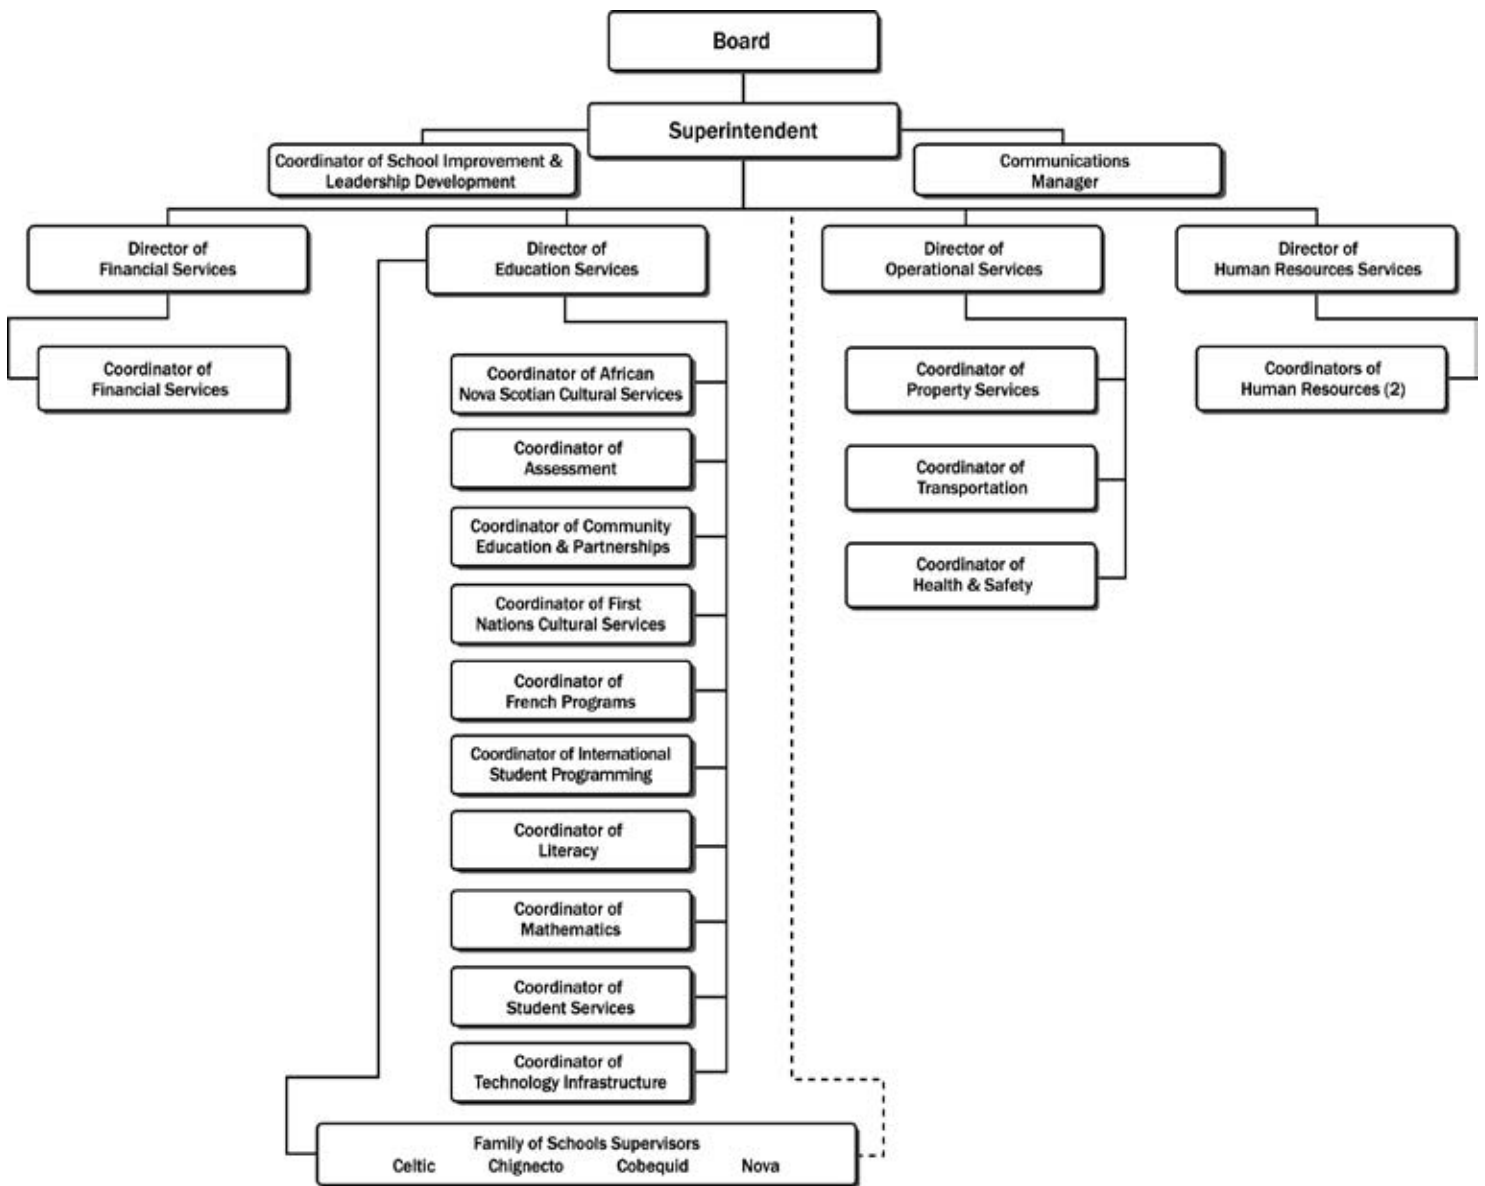 Board
Superintendent
Coordinator of School Improvement &
Leadership Development
Communications
Manager
Director of
Financial Services
Director of
Education Services
Director of
Operational Services
Director of
Human Resources Services
Coordinator of
Financial Services
Coordinator of African
Nova Scotian Cultural Services
Coordinator of
Assessment
Coordinator of Community
Education & Partnerships
Coordinator of First
Nations Cultural Services
Coordinator of
French Programs
Coordinator of International
Student Programming
Coordinator of
Literacy
Coordinator of
Mathematics
Coordinator of
Student Services
Coordinator of
Technology Infrastructure
Coordinator of
Property Services
Coordinator of
Transportation
Coordinator of
Health & Safety
Coordinators of
Human Resources (2)
Family of Schools Supervisors
Celtic Chignecto Cobequid Nova